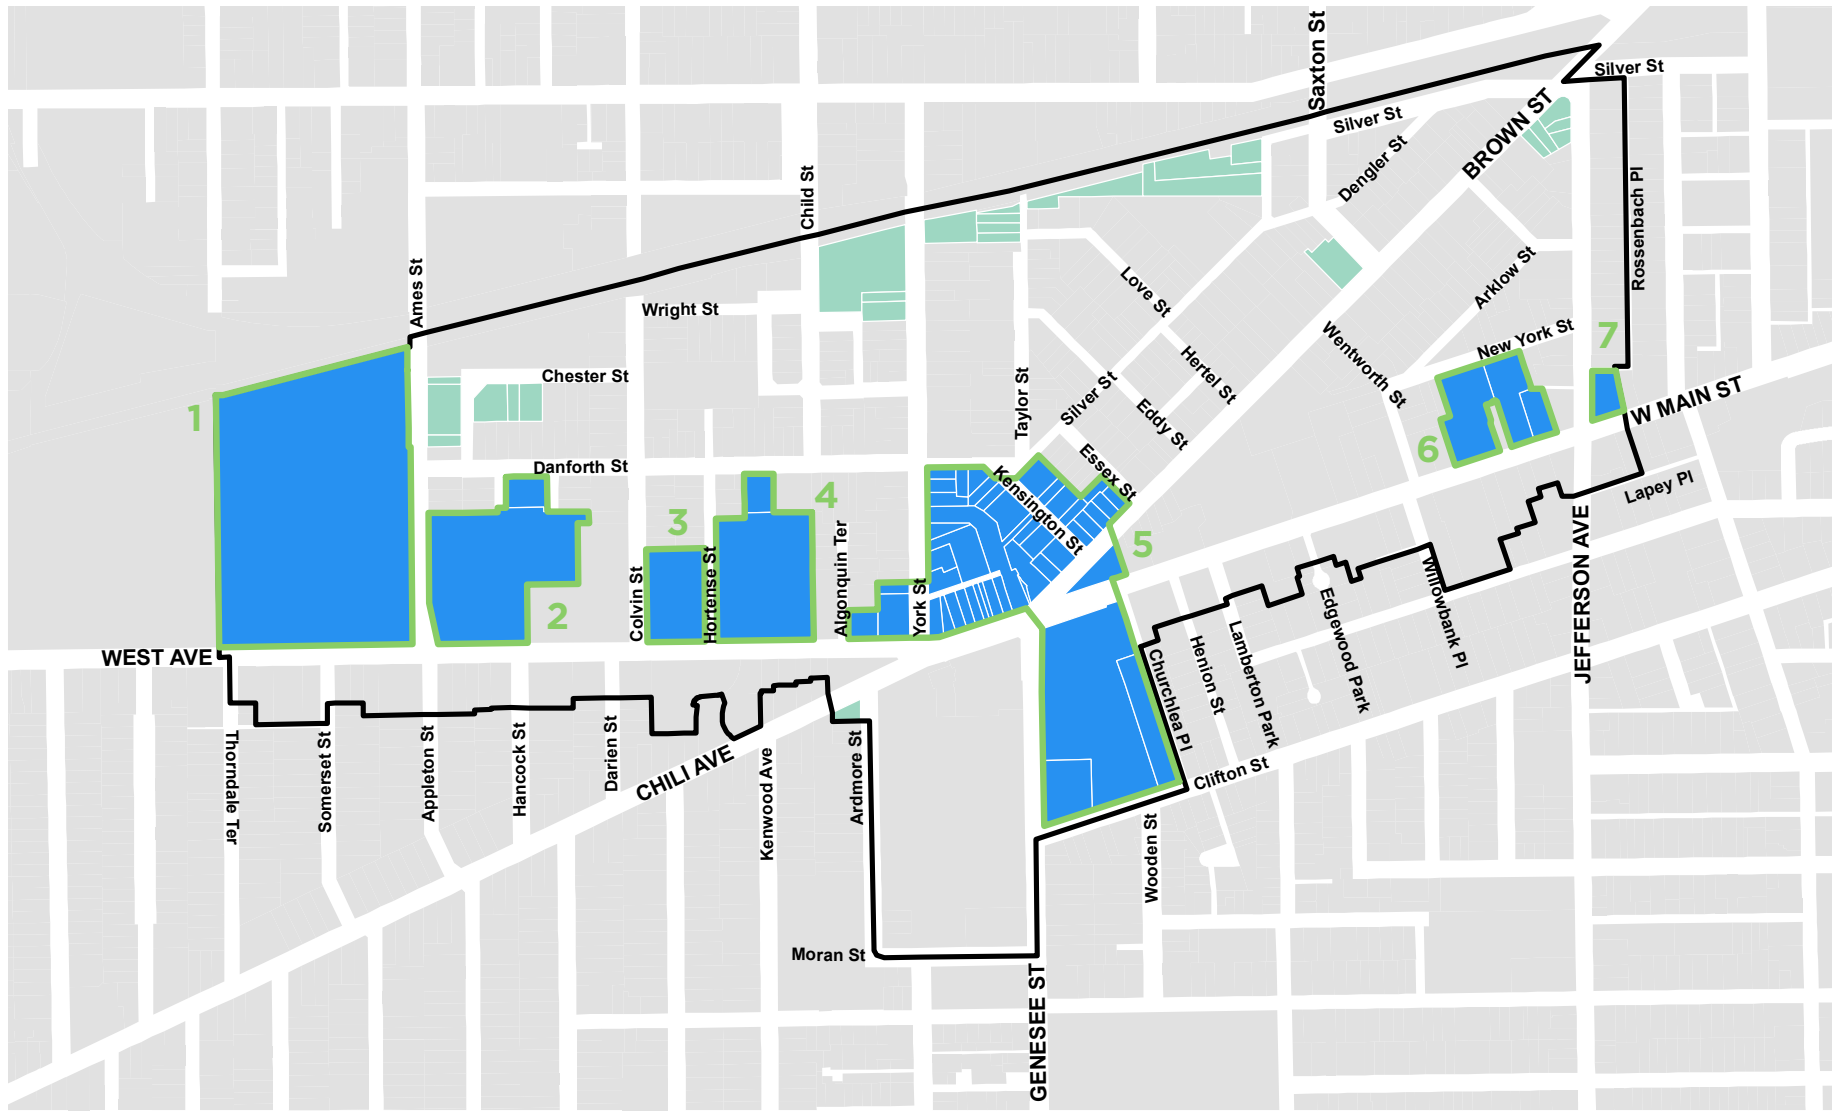 Saxton St
Silver St
Silver St
BROWN ST
Dengler St
Child St
Rossenbach Pl
Ames St
Love St
Arklow St
Wright St
Hertel St
Wentworth St
New York St
7
Chester St
Taylor St
Silver St
Eddy St
W MAIN ST
1
Danforth St
Essex St
6
Kensington St
4
3
Lapey Pl
5
2
Colvin St
Hortense St
Algonquin Ter
York St
JEFFERSON AVE
Willowbank Pl
Edgewood Park
Lamberton Park
Henion St
Churchlea Pl
WEST AVE
Thorndale Ter
Somerset St
Appleton St
Hancock St
Darien St
CHILI AVE
Kenwood Ave
Ardmore St
Clifton St
Wooden St
Moran St
GENESEE ST